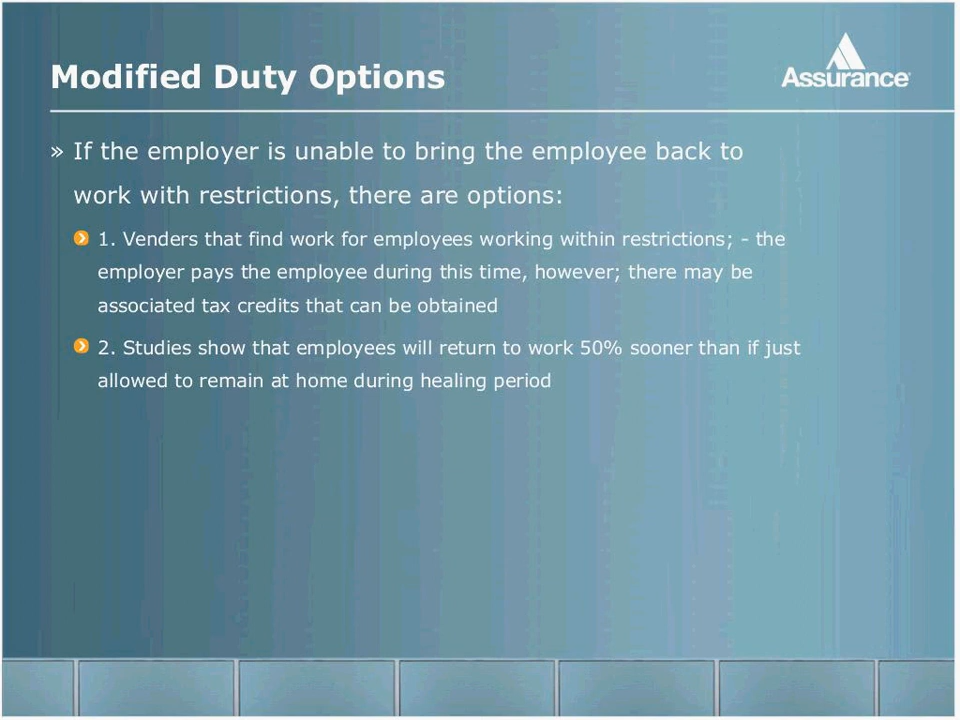 Modified Duty Options
Assurance
» If the employer is unable to bring the employee back to
work with restrictions, there are options:
1. Venders that find work for employees working within restrictions; - the
employer pays the employee during this time, however; there may be
associated tax credits that can be obtained
2. Studies show that employees will return to work 50% sooner than if just
allowed to remain at home during healing period